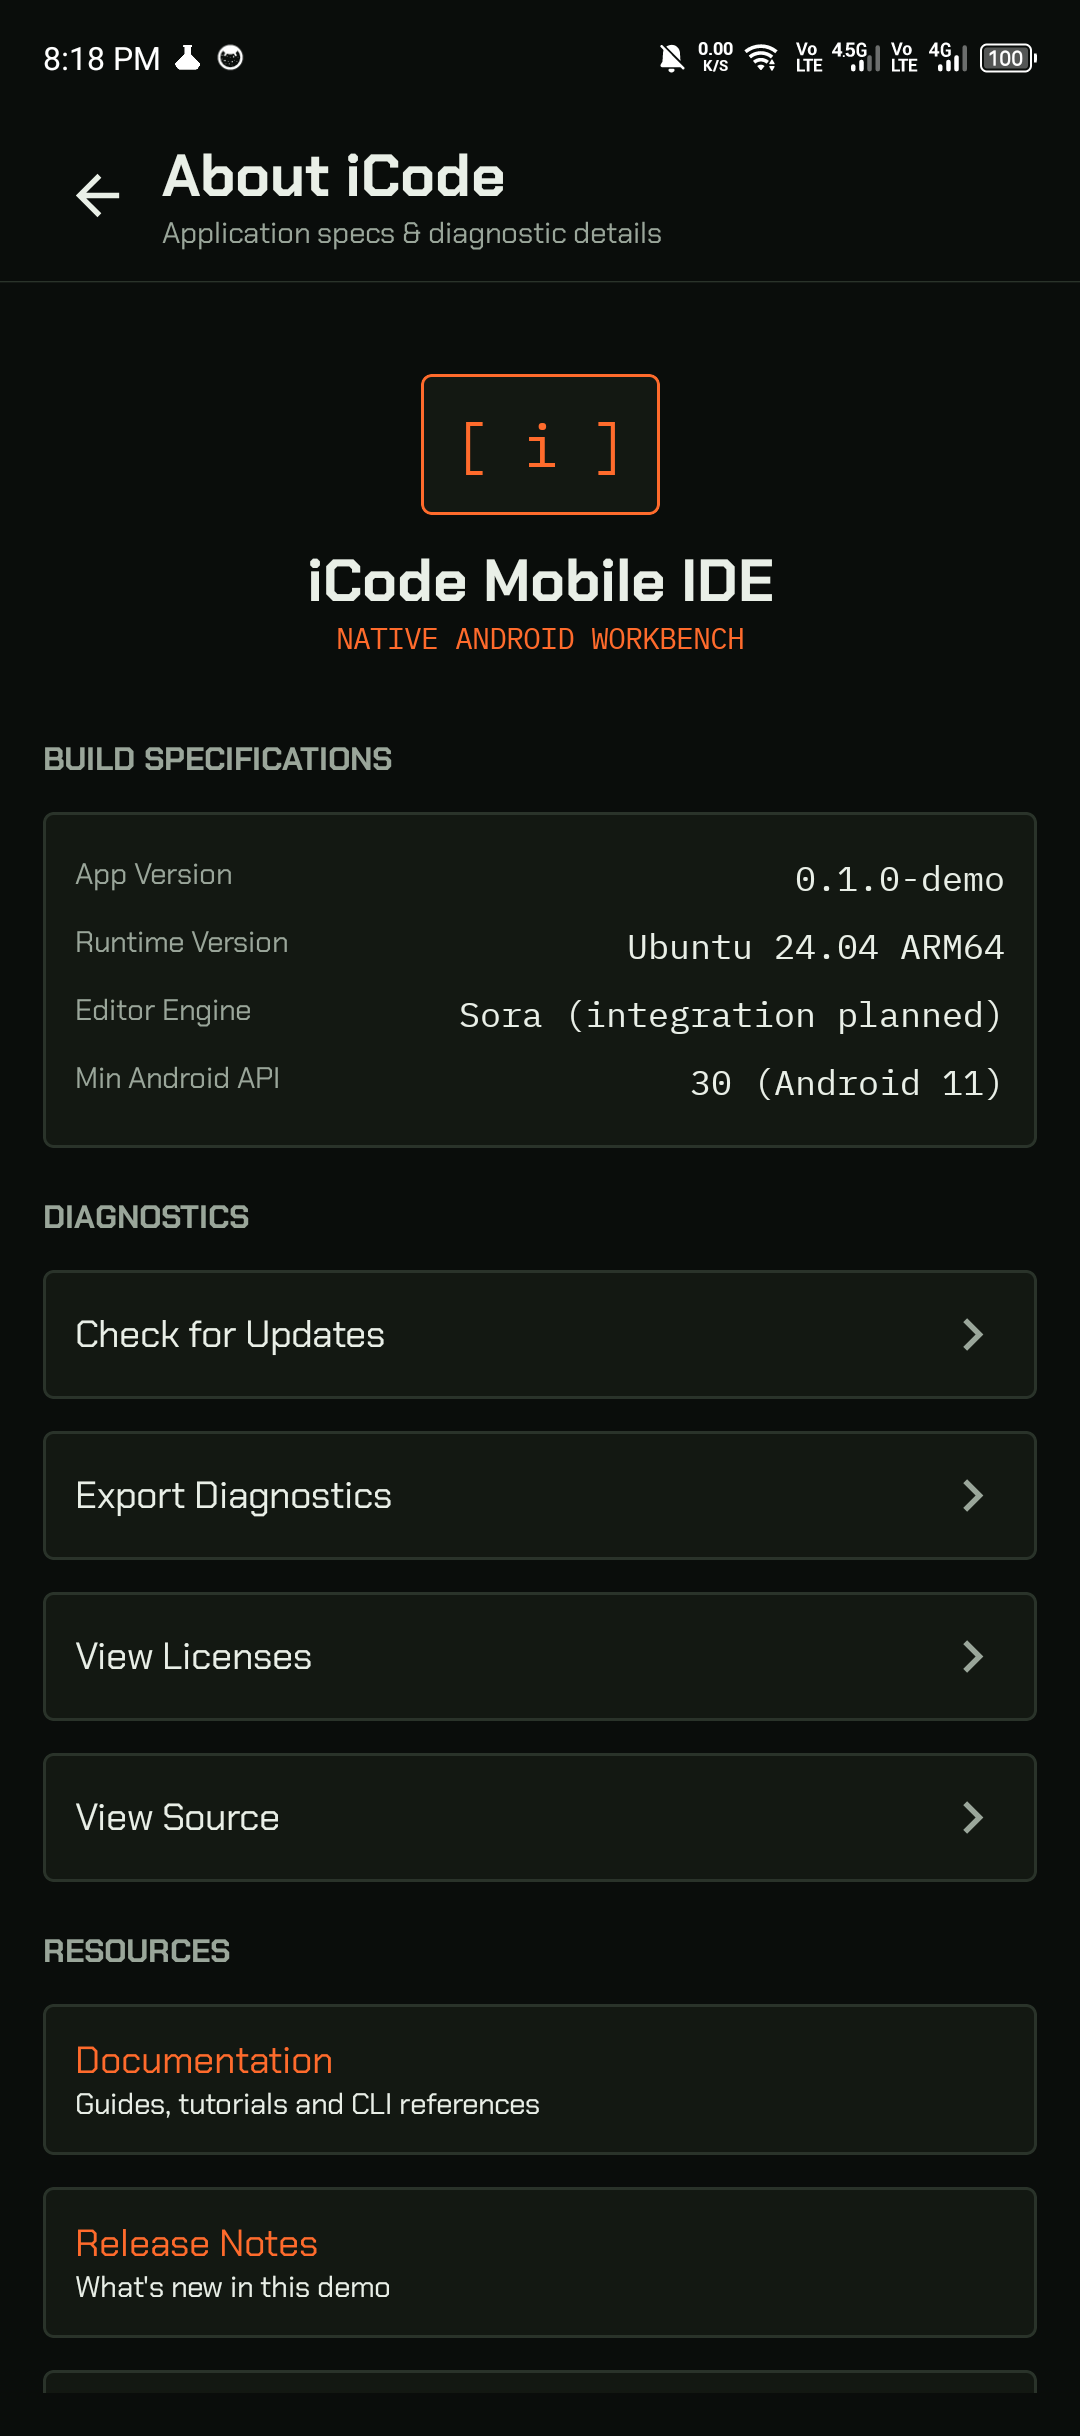 8:18 PM
0.00 K/S Vo LTE 4.5G Vo LTE 4G 100
About iCode
Application specs & diagnostic details
[ i ]
iCode Mobile IDE
NATIVE ANDROID WORKBENCH
BUILD SPECIFICATIONS
App Version 0.1.0-demo
Runtime Version Ubuntu 24.04 ARM64
Editor Engine Sora (integration planned)
Min Android API 30 (Android 11)
DIAGNOSTICS
Check for Updates
Export Diagnostics
View Licenses
View Source
RESOURCES
Documentation
Guides, tutorials and CLI references
Release Notes
What's new in this demo